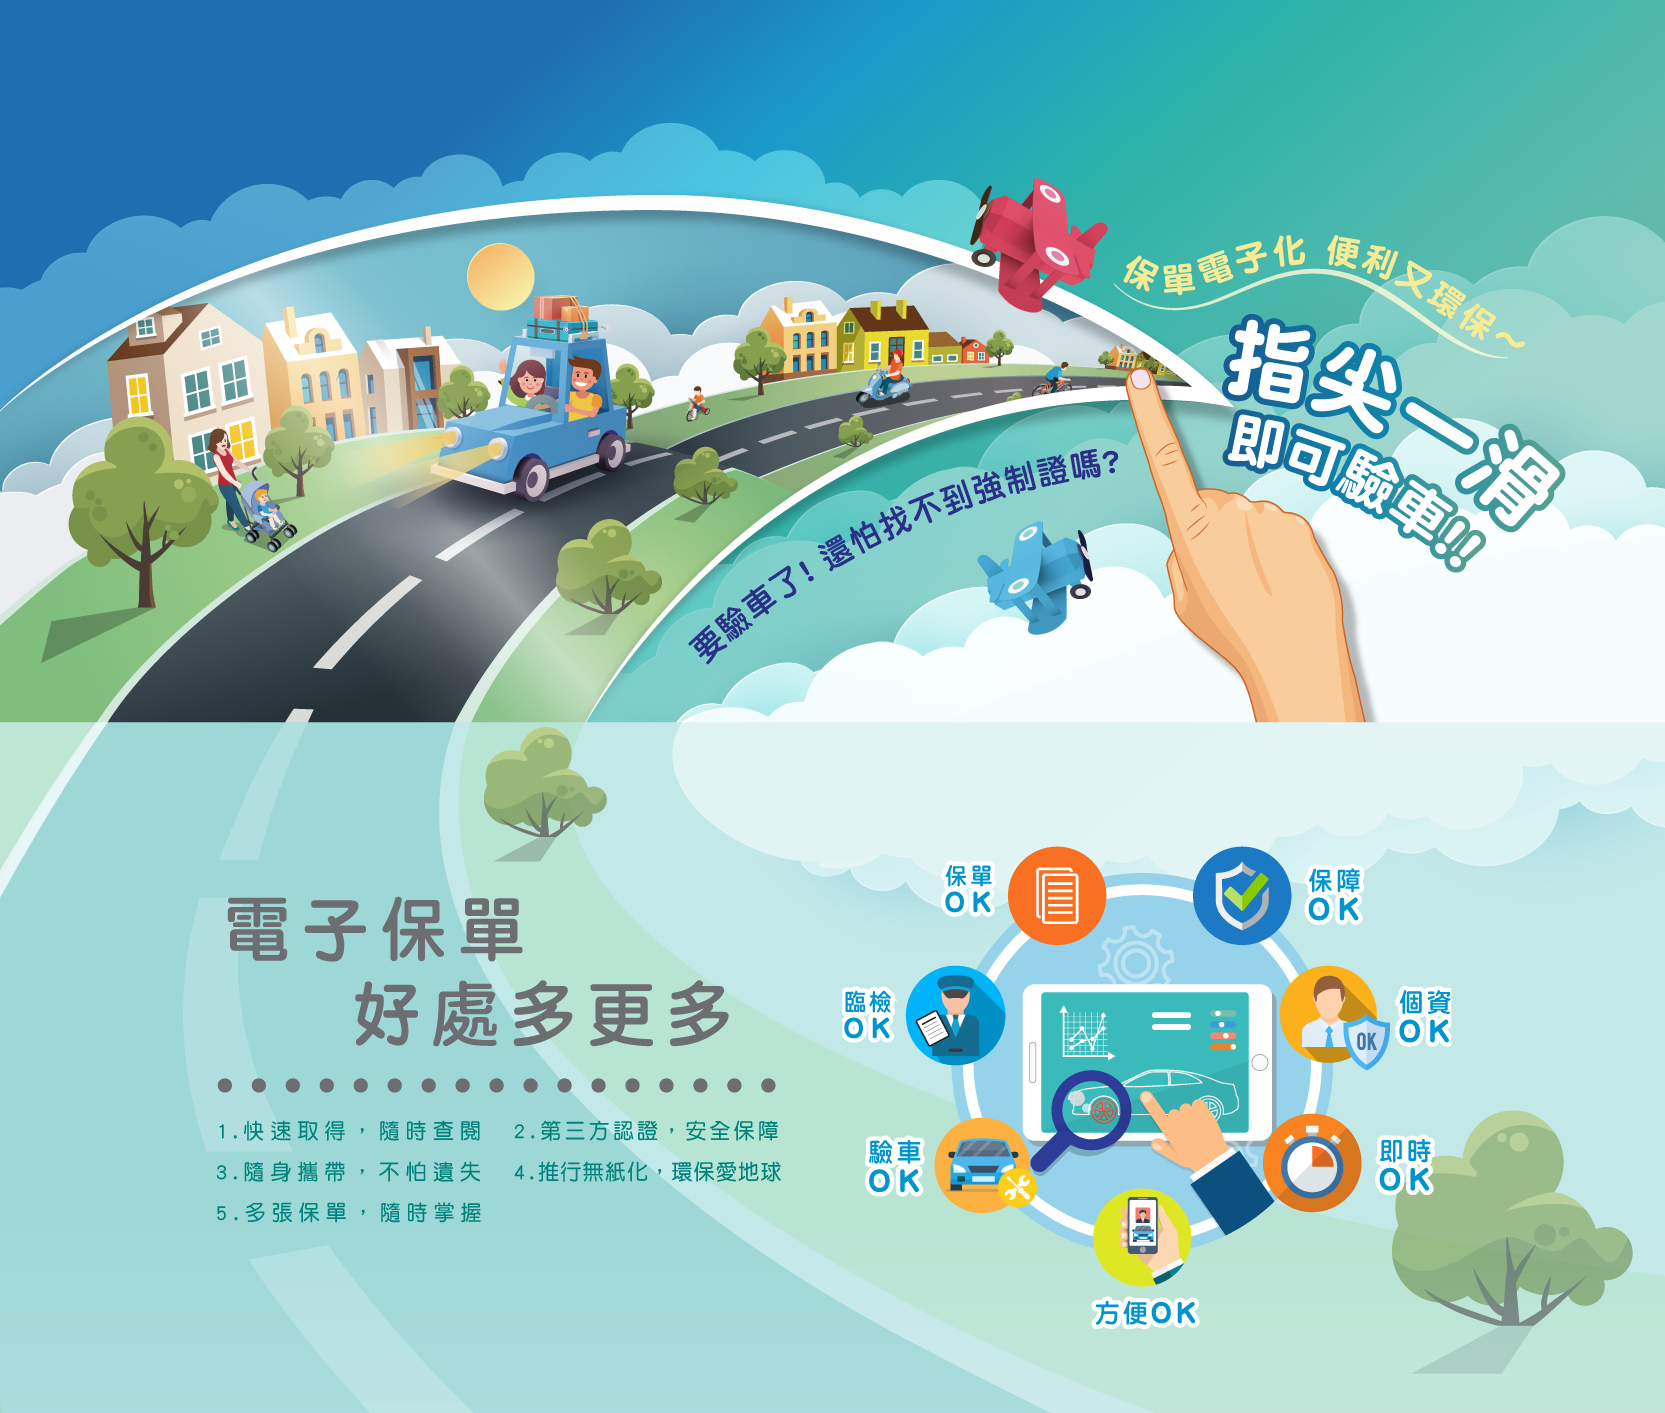 保單電子化 便利又環保～
指尖一滑
即可驗車!!
要驗車了!還怕找不到強制證嗎?
電子保單
好處多更多
1.快速取得，隨時查閱
2.第三方認證，安全保障
3.隨身攜帶，不怕遺失
4.推行無紙化，環保愛地球
5.多張保單，隨時掌握
保單
OK
保障
OK
臨檢
OK
個資
OK
OK
驗車
OK
即時
OK
方便OK